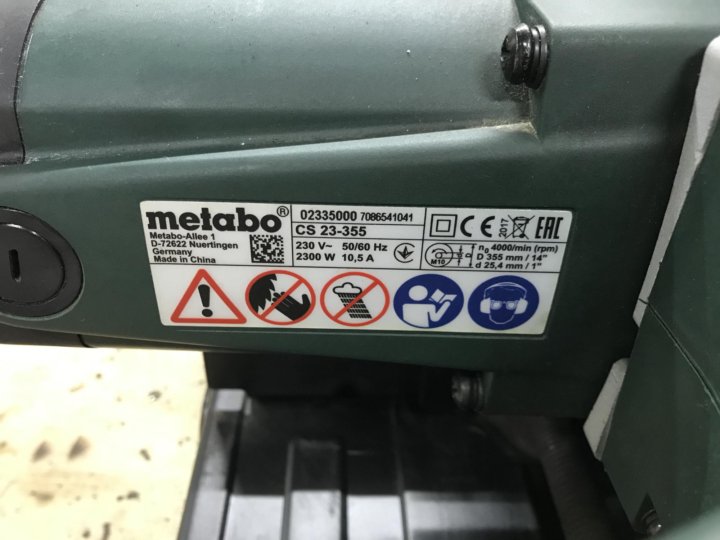 metabo®
Metabo-Allee 1
D-72622 Nuertingen
Germany
Made in China
02335000 7086541041
CS 23-355
230 V~ 50/60 Hz
2300 W 10,5 A
CE 2017 EAC
M10 d D
n₀ 4000/min (rpm)
D 355 mm / 14"
d 25,4 mm / 1"